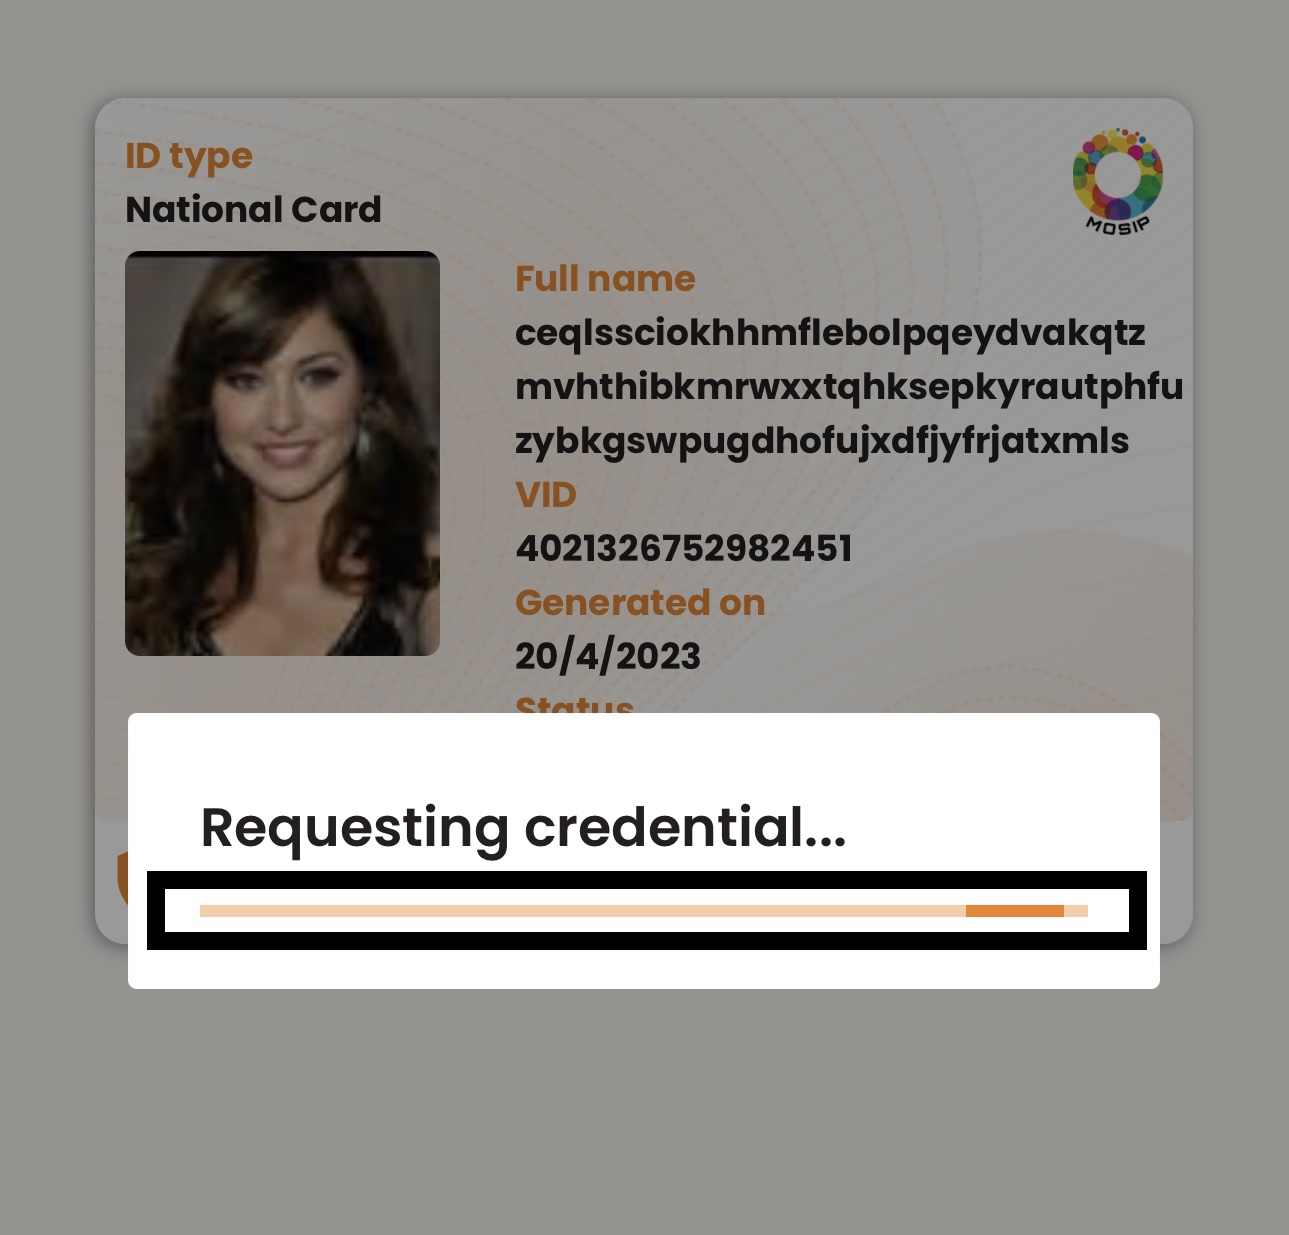 ID type
National Card
MOSIP
Full name
ceqlssciokhhmflebolpqeydvakqtz
mvhthibkmrwxxtqhksepkyrautphfu
zybkgswpugdhofujxdfjyfrjatxmls
VID
4021326752982451
Generated on
20/4/2023
Status
Requesting credential...